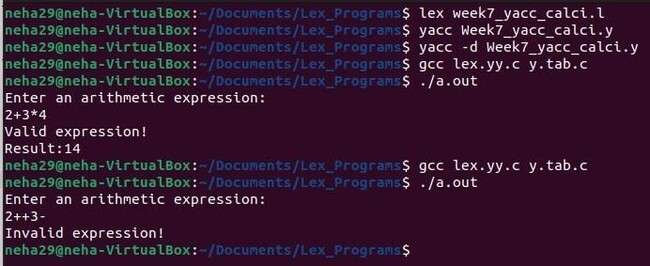 neha29@neha-VirtualBox:~/Documents/Lex_Programs$ lex week7_yacc_calci.l
neha29@neha-VirtualBox:~/Documents/Lex_Programs$ yacc Week7_yacc_calci.y
neha29@neha-VirtualBox:~/Documents/Lex_Programs$ yacc -d Week7_yacc_calci.y
neha29@neha-VirtualBox:~/Documents/Lex_Programs$ gcc lex.yy.c y.tab.c
neha29@neha-VirtualBox:~/Documents/Lex_Programs$ ./a.out
Enter an arithmetic expression:
2+3*4
Valid expression!
Result:14
neha29@neha-VirtualBox:~/Documents/Lex_Programs$ gcc lex.yy.c y.tab.c
neha29@neha-VirtualBox:~/Documents/Lex_Programs$ ./a.out
Enter an arithmetic expression:
2++3-
Invalid expression!
neha29@neha-VirtualBox:~/Documents/Lex_Programs$